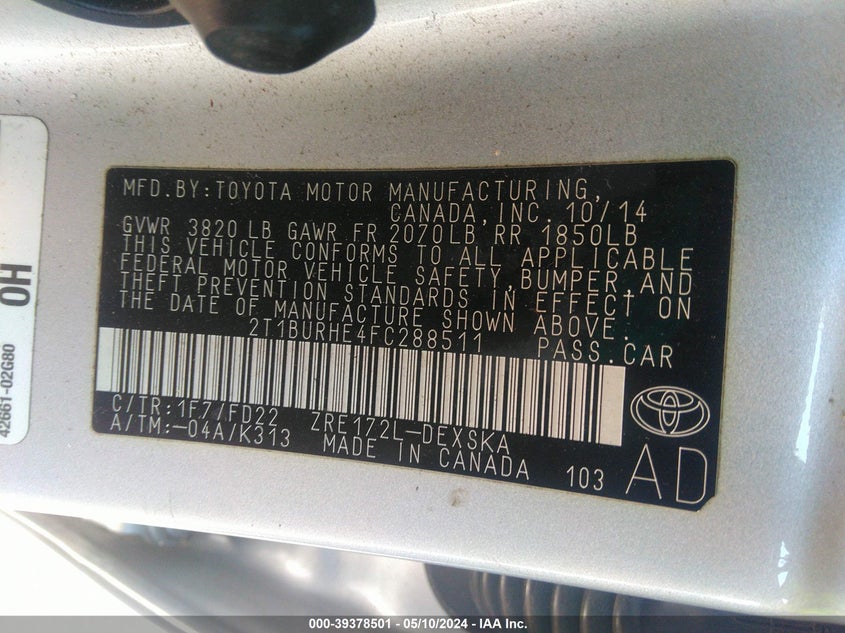 MFD.BY:TOYOTA MOTOR MANUFACTURING,
CANADA,INC. 10/14
GVWR 3820 LB GAWR FR 2070LB RR 1850LB
THIS VEHICLE CONFORMS TO ALL APPLICABLE
FEDERAL MOTOR VEHICLE SAFETY,BUMPER,AND
THEFT PREVENTION STANDARDS IN EFFECT ON
THE DATE OF MANUFACTURE SHOWN ABOVE.
2T1BURHE4FC288511 PASS.CAR
C/TR:1F7/FD22 ZRE172L-DEXSKA
A/TM:-04A/K313 MADE IN CANADA 103
AD
OH
42661-02G80
000-39378501 — 05/10/2024 — IAA Inc.